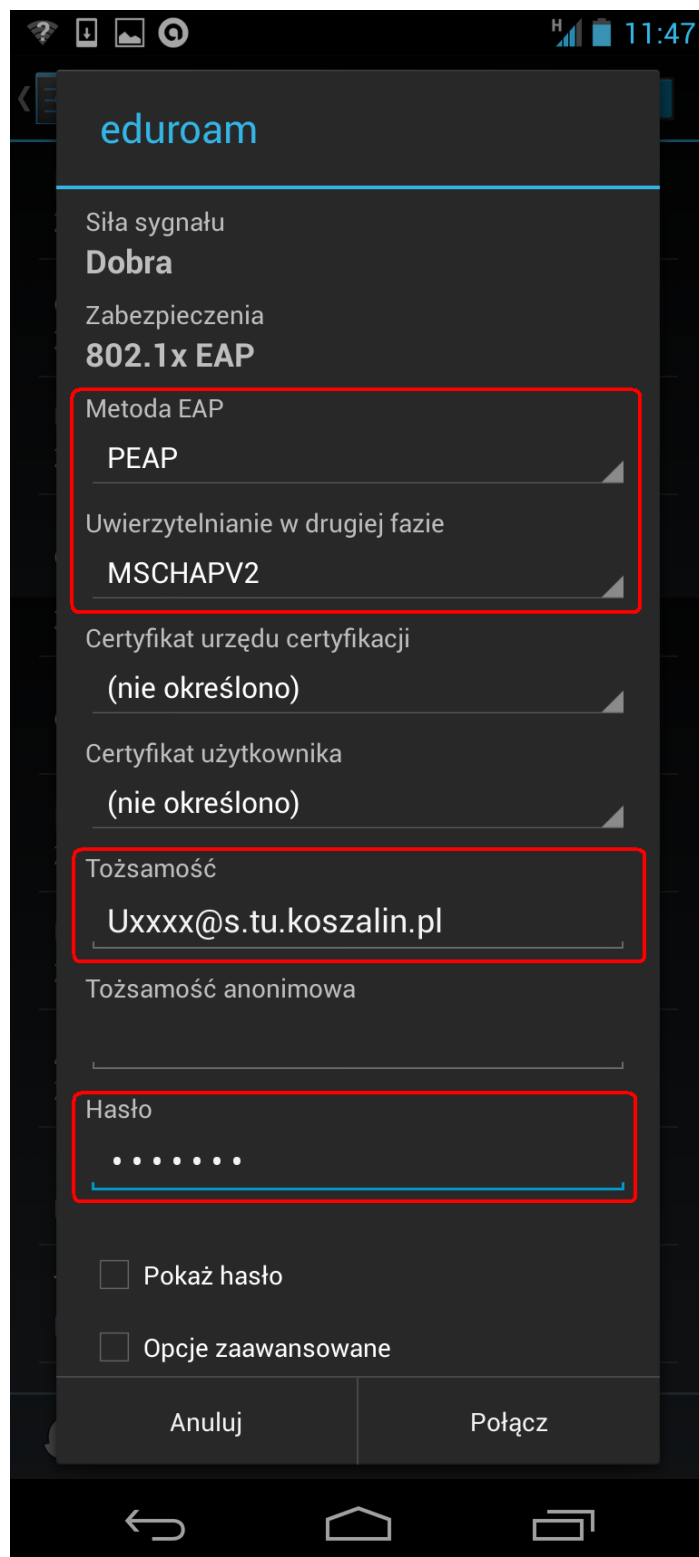 H 11:47
eduroam
Siła sygnału
Dobra
Zabezpieczenia
802.1x EAP
Metoda EAP
PEAP
Uwierzytelnianie w drugiej fazie
MSCHAPV2
Certyfikat urzędu certyfikacji
(nie określono)
Certyfikat użytkownika
(nie określono)
Tożsamość
Uxxxx@s.tu.koszalin.pl
Tożsamość anonimowa
Hasło
•••••••
Pokaż hasło
Opcje zaawansowane
Anuluj Połącz